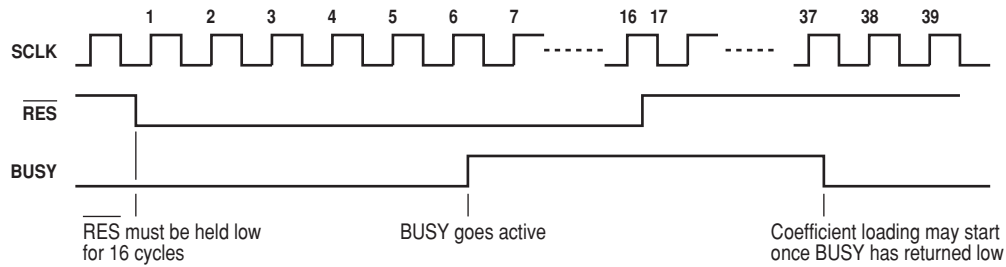 1 2 3 4 5 6 7 16 17 37 38 39
SCLK
RES
BUSY
RES must be held low
for 16 cycles
BUSY goes active
Coefficient loading may start
once BUSY has returned low